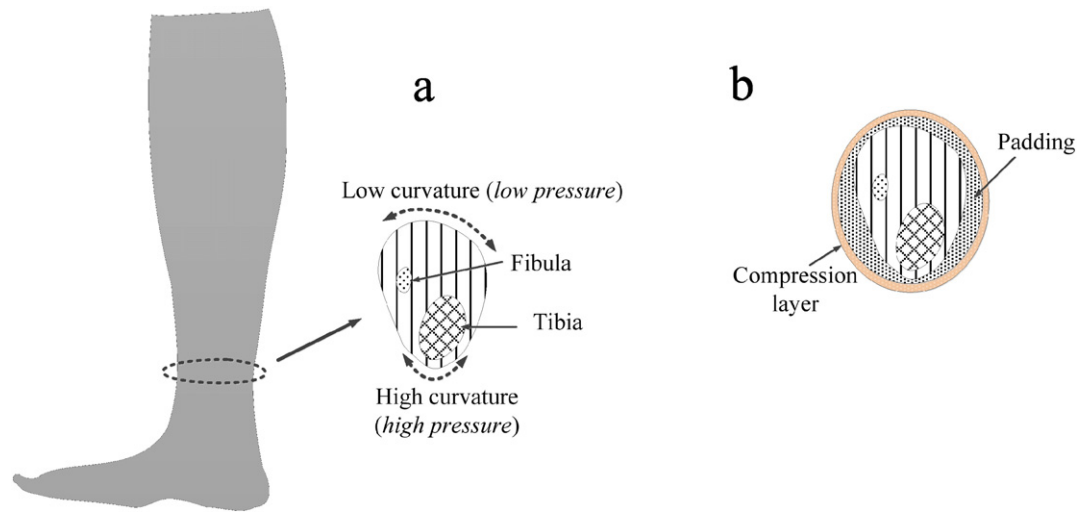 a
b
Low curvature (low pressure)
Fibula
Tibia
High curvature
(high pressure)
Padding
Compression
layer